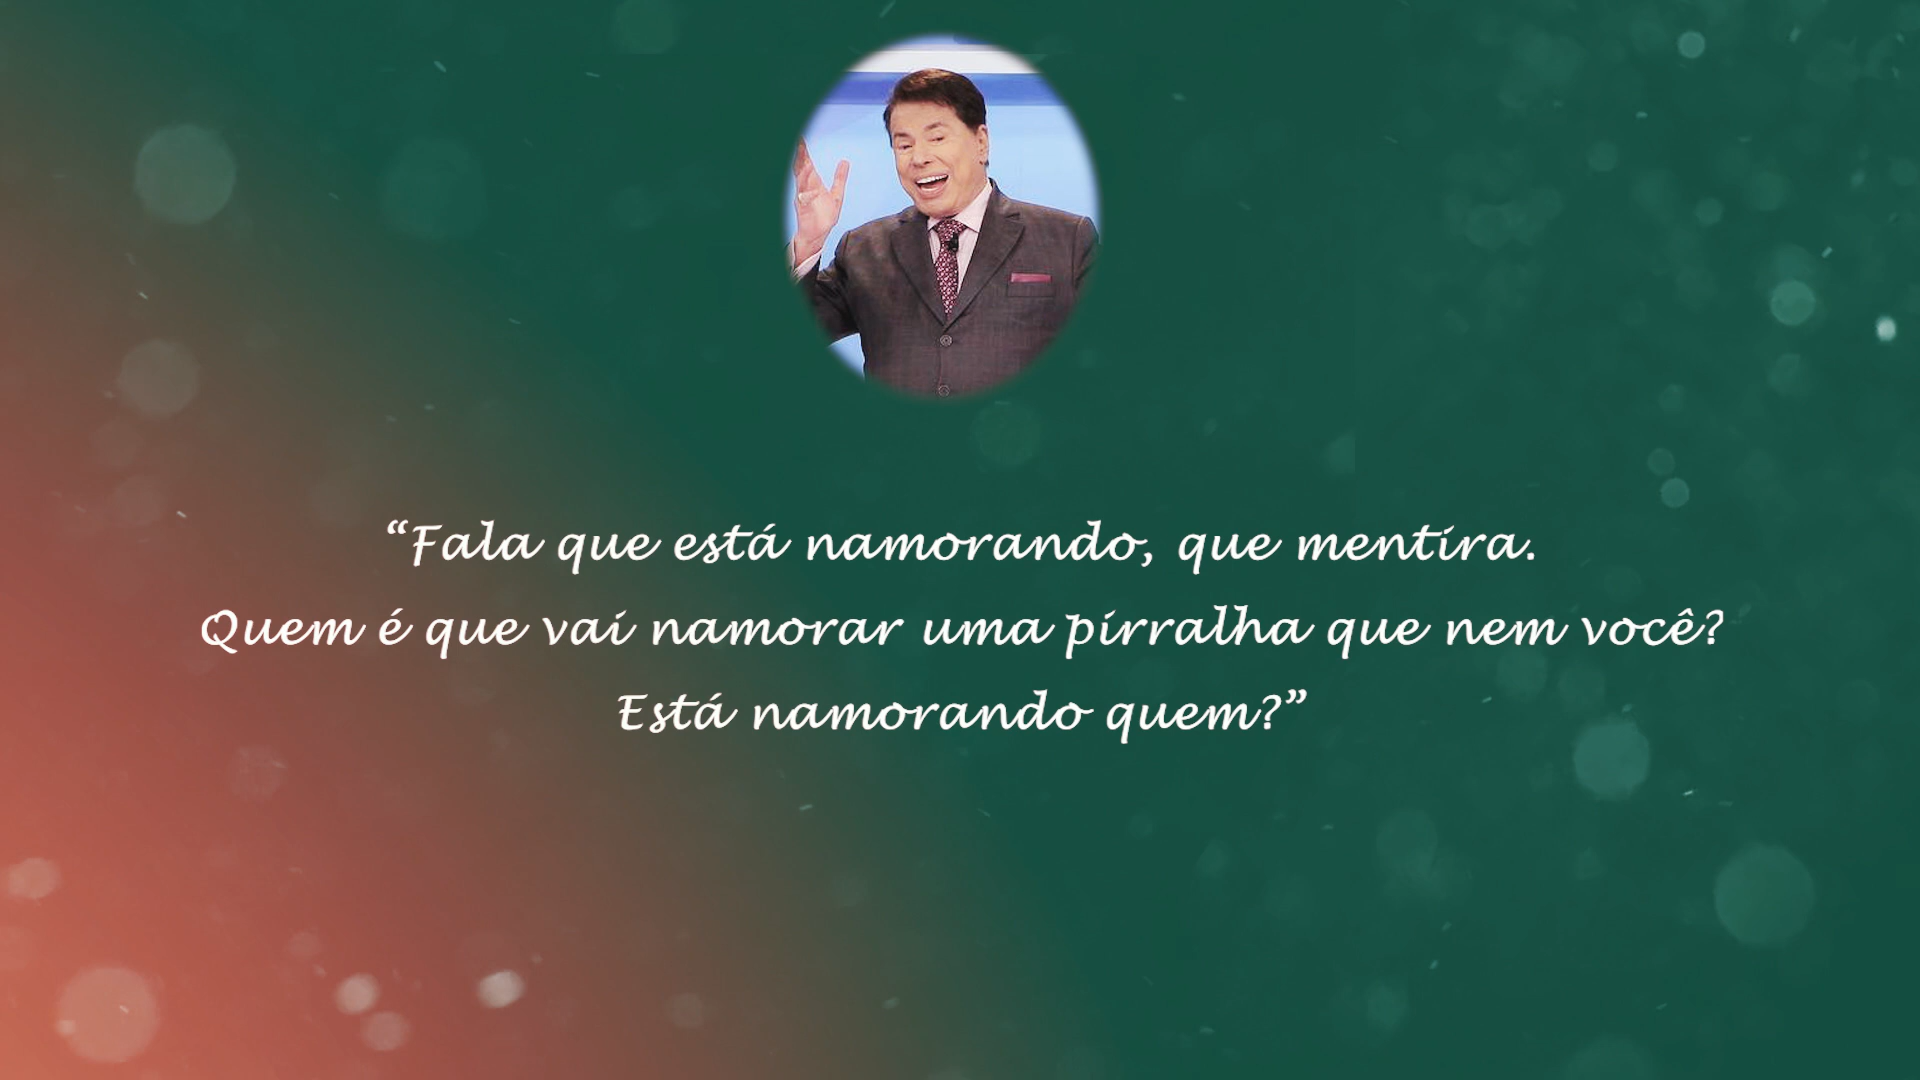 “Fala que está namorando, que mentira.
Quem é que vai namorar uma pirralha que nem você?
Está namorando quem?”